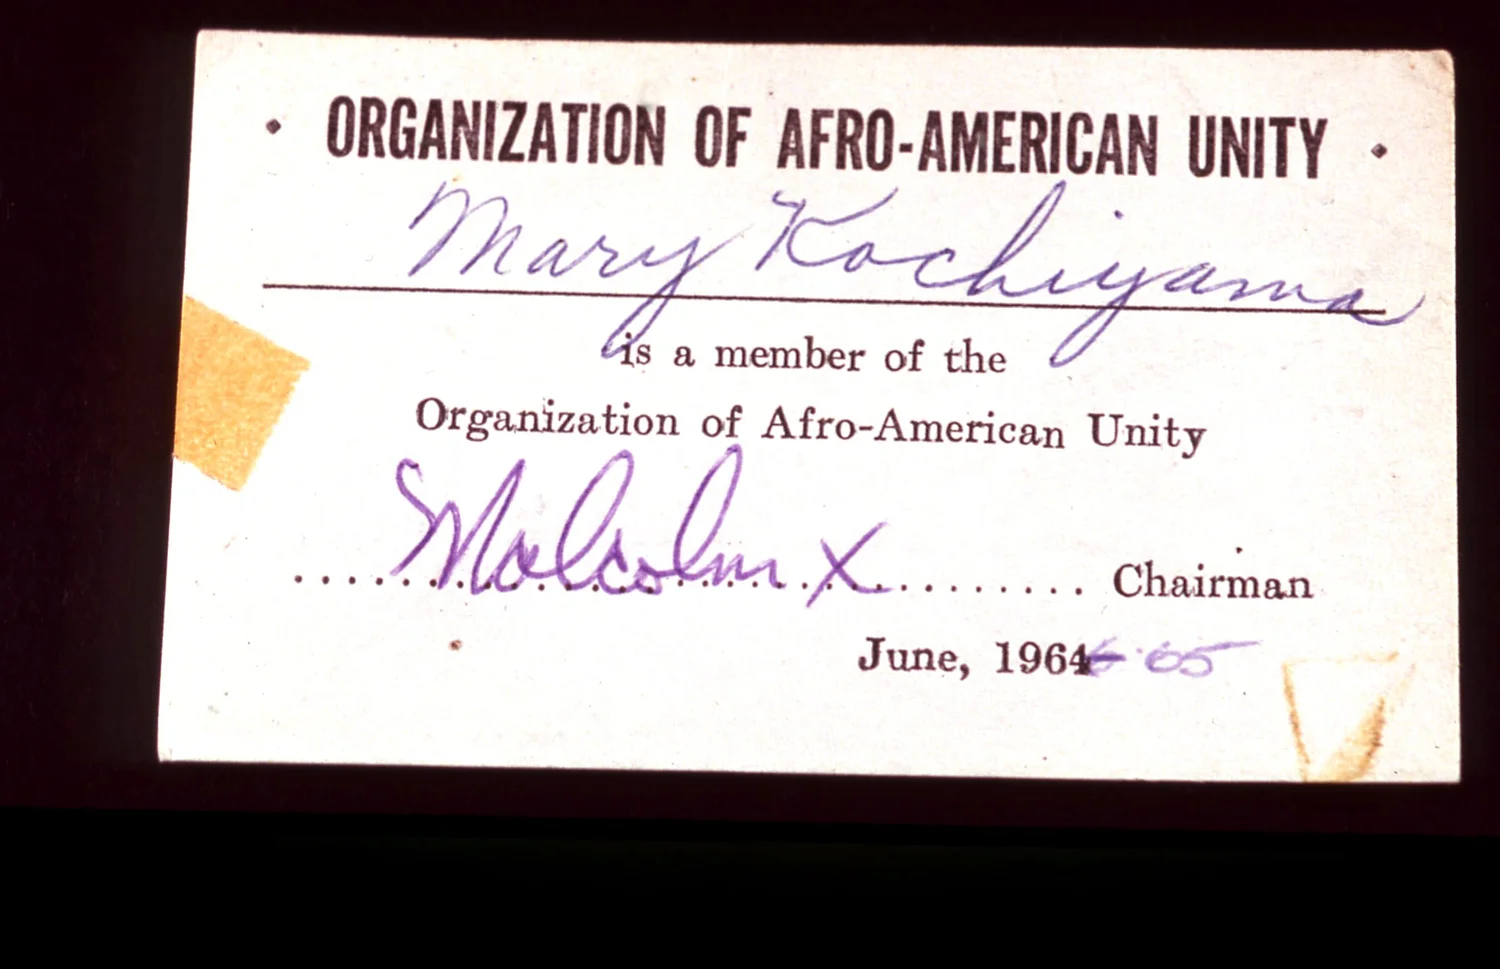 • ORGANIZATION OF AFRO-AMERICAN UNITY •
Mary Kochiyama
is a member of the
Organization of Afro-American Unity
Malcolm X Chairman
June, 1964-65